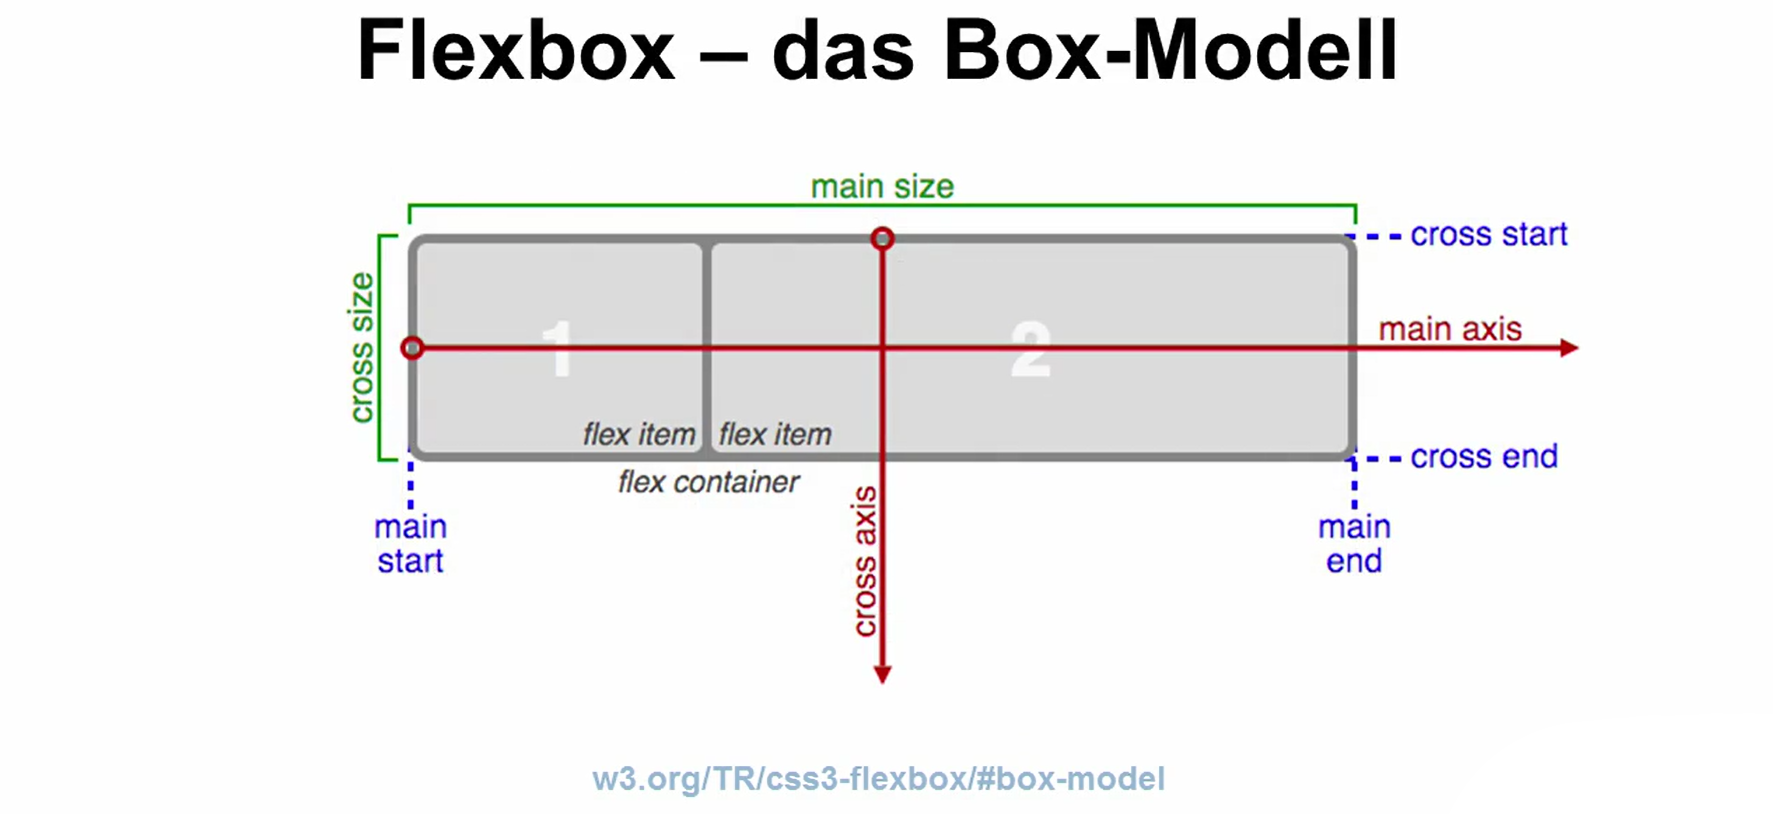 Flexbox – das Box-Modell
main size
cross start
cross size
main axis
1
2
flex item
flex item
cross end
flex container
cross axis
main
start
main
end
w3.org/TR/css3-flexbox/#box-model